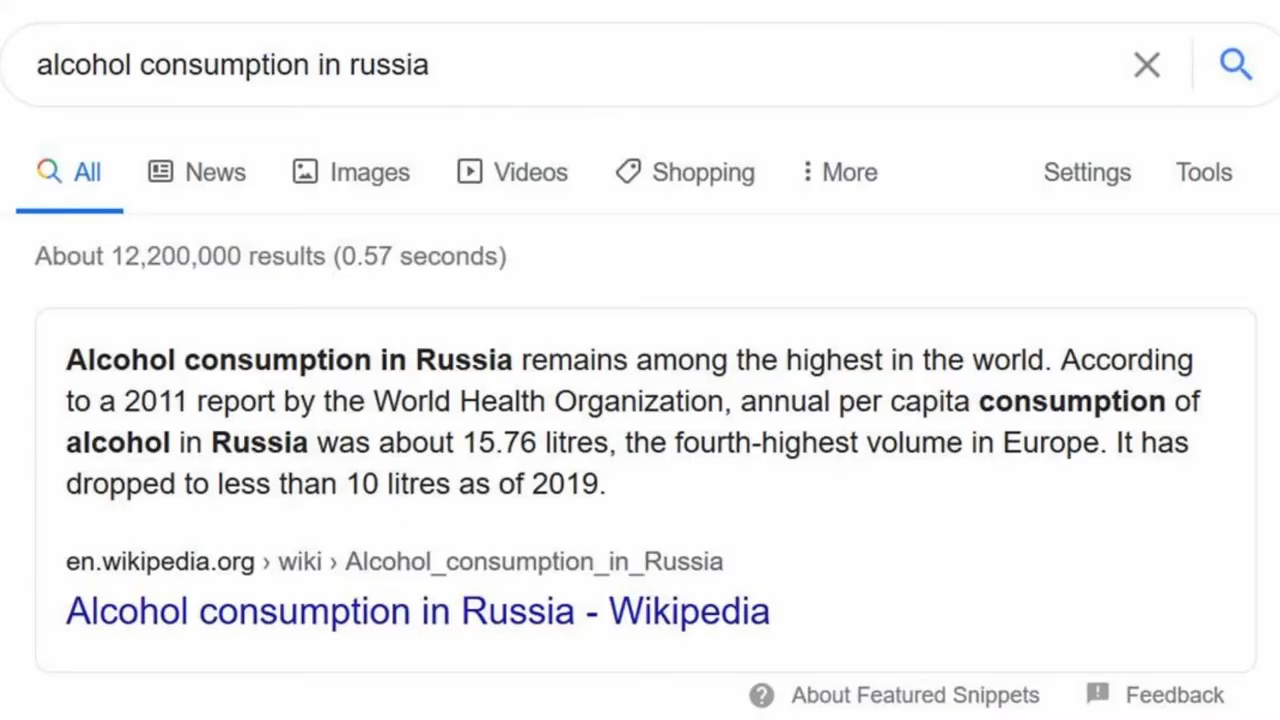 alcohol consumption in russia
All News Images Videos Shopping More Settings Tools
About 12,200,000 results (0.57 seconds)
Alcohol consumption in Russia remains among the highest in the world. According
to a 2011 report by the World Health Organization, annual per capita consumption of
alcohol in Russia was about 15.76 litres, the fourth-highest volume in Europe. It has
dropped to less than 10 litres as of 2019.
en.wikipedia.org › wiki › Alcohol_consumption_in_Russia
Alcohol consumption in Russia - Wikipedia
About Featured Snippets Feedback